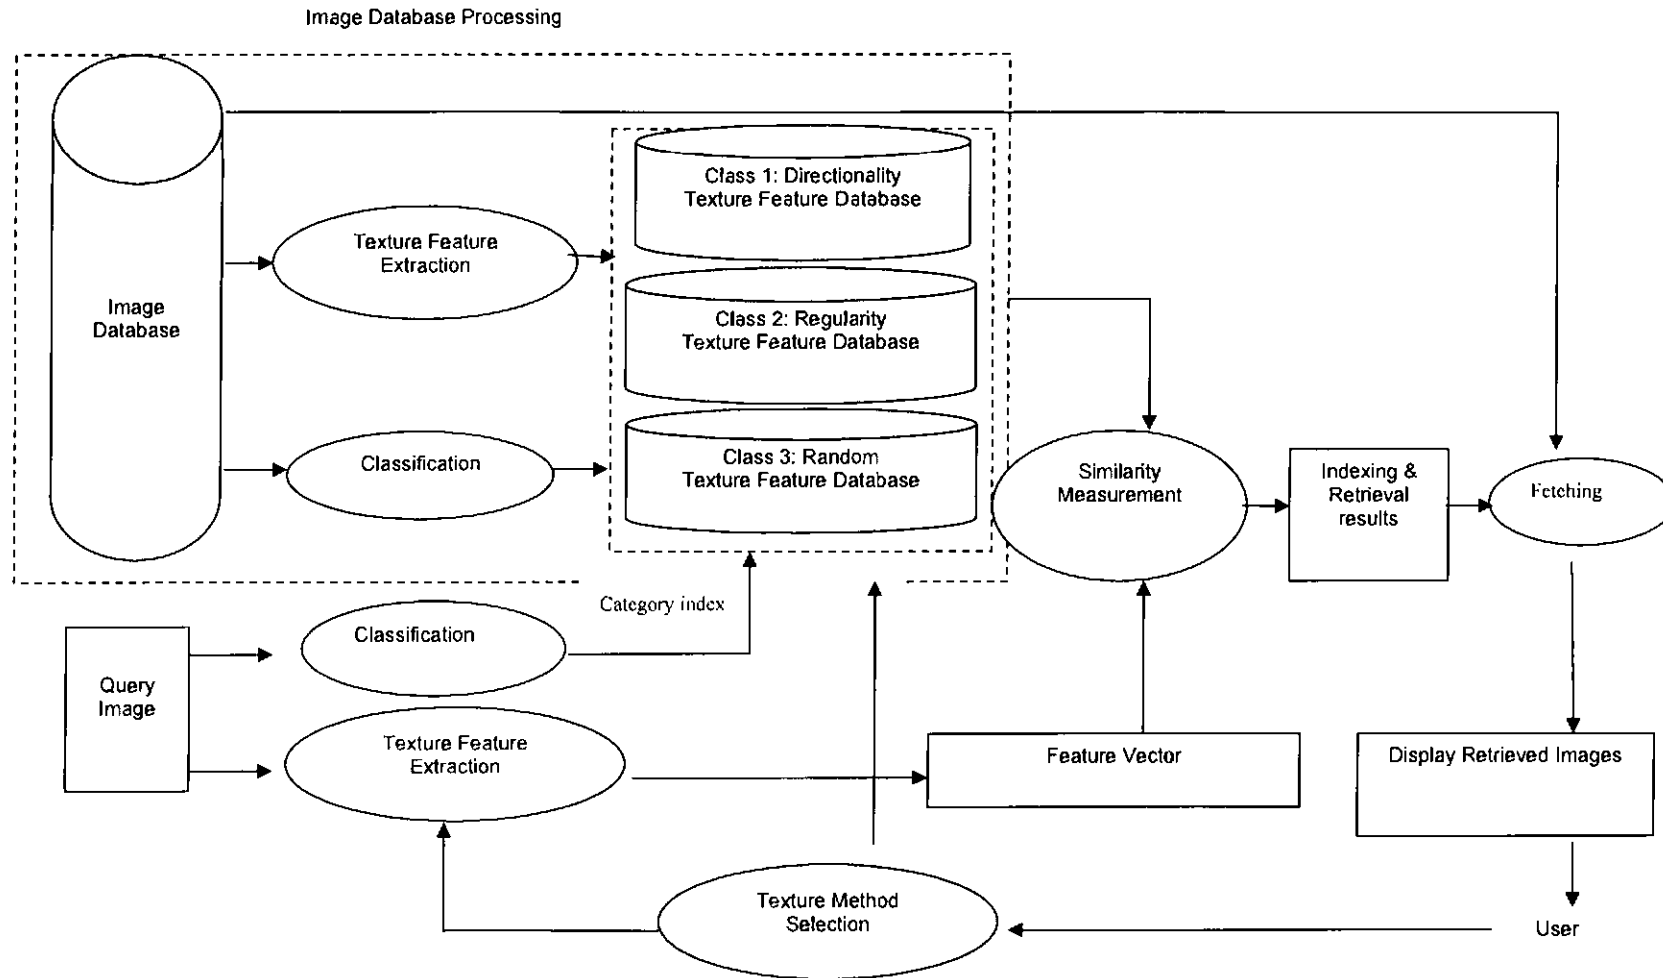 Image Database Processing
Image
Database
Texture Feature
Extraction
Classification
Class 1: Directionality
Texture Feature Database
Class 2: Regularity
Texture Feature Database
Class 3: Random
Texture Feature Database
Similarity
Measurement
Indexing &
Retrieval
results
Fetching
Category index
Query
Image
Classification
Texture Feature
Extraction
Feature Vector
Display Retrieved Images
Texture Method
Selection
User